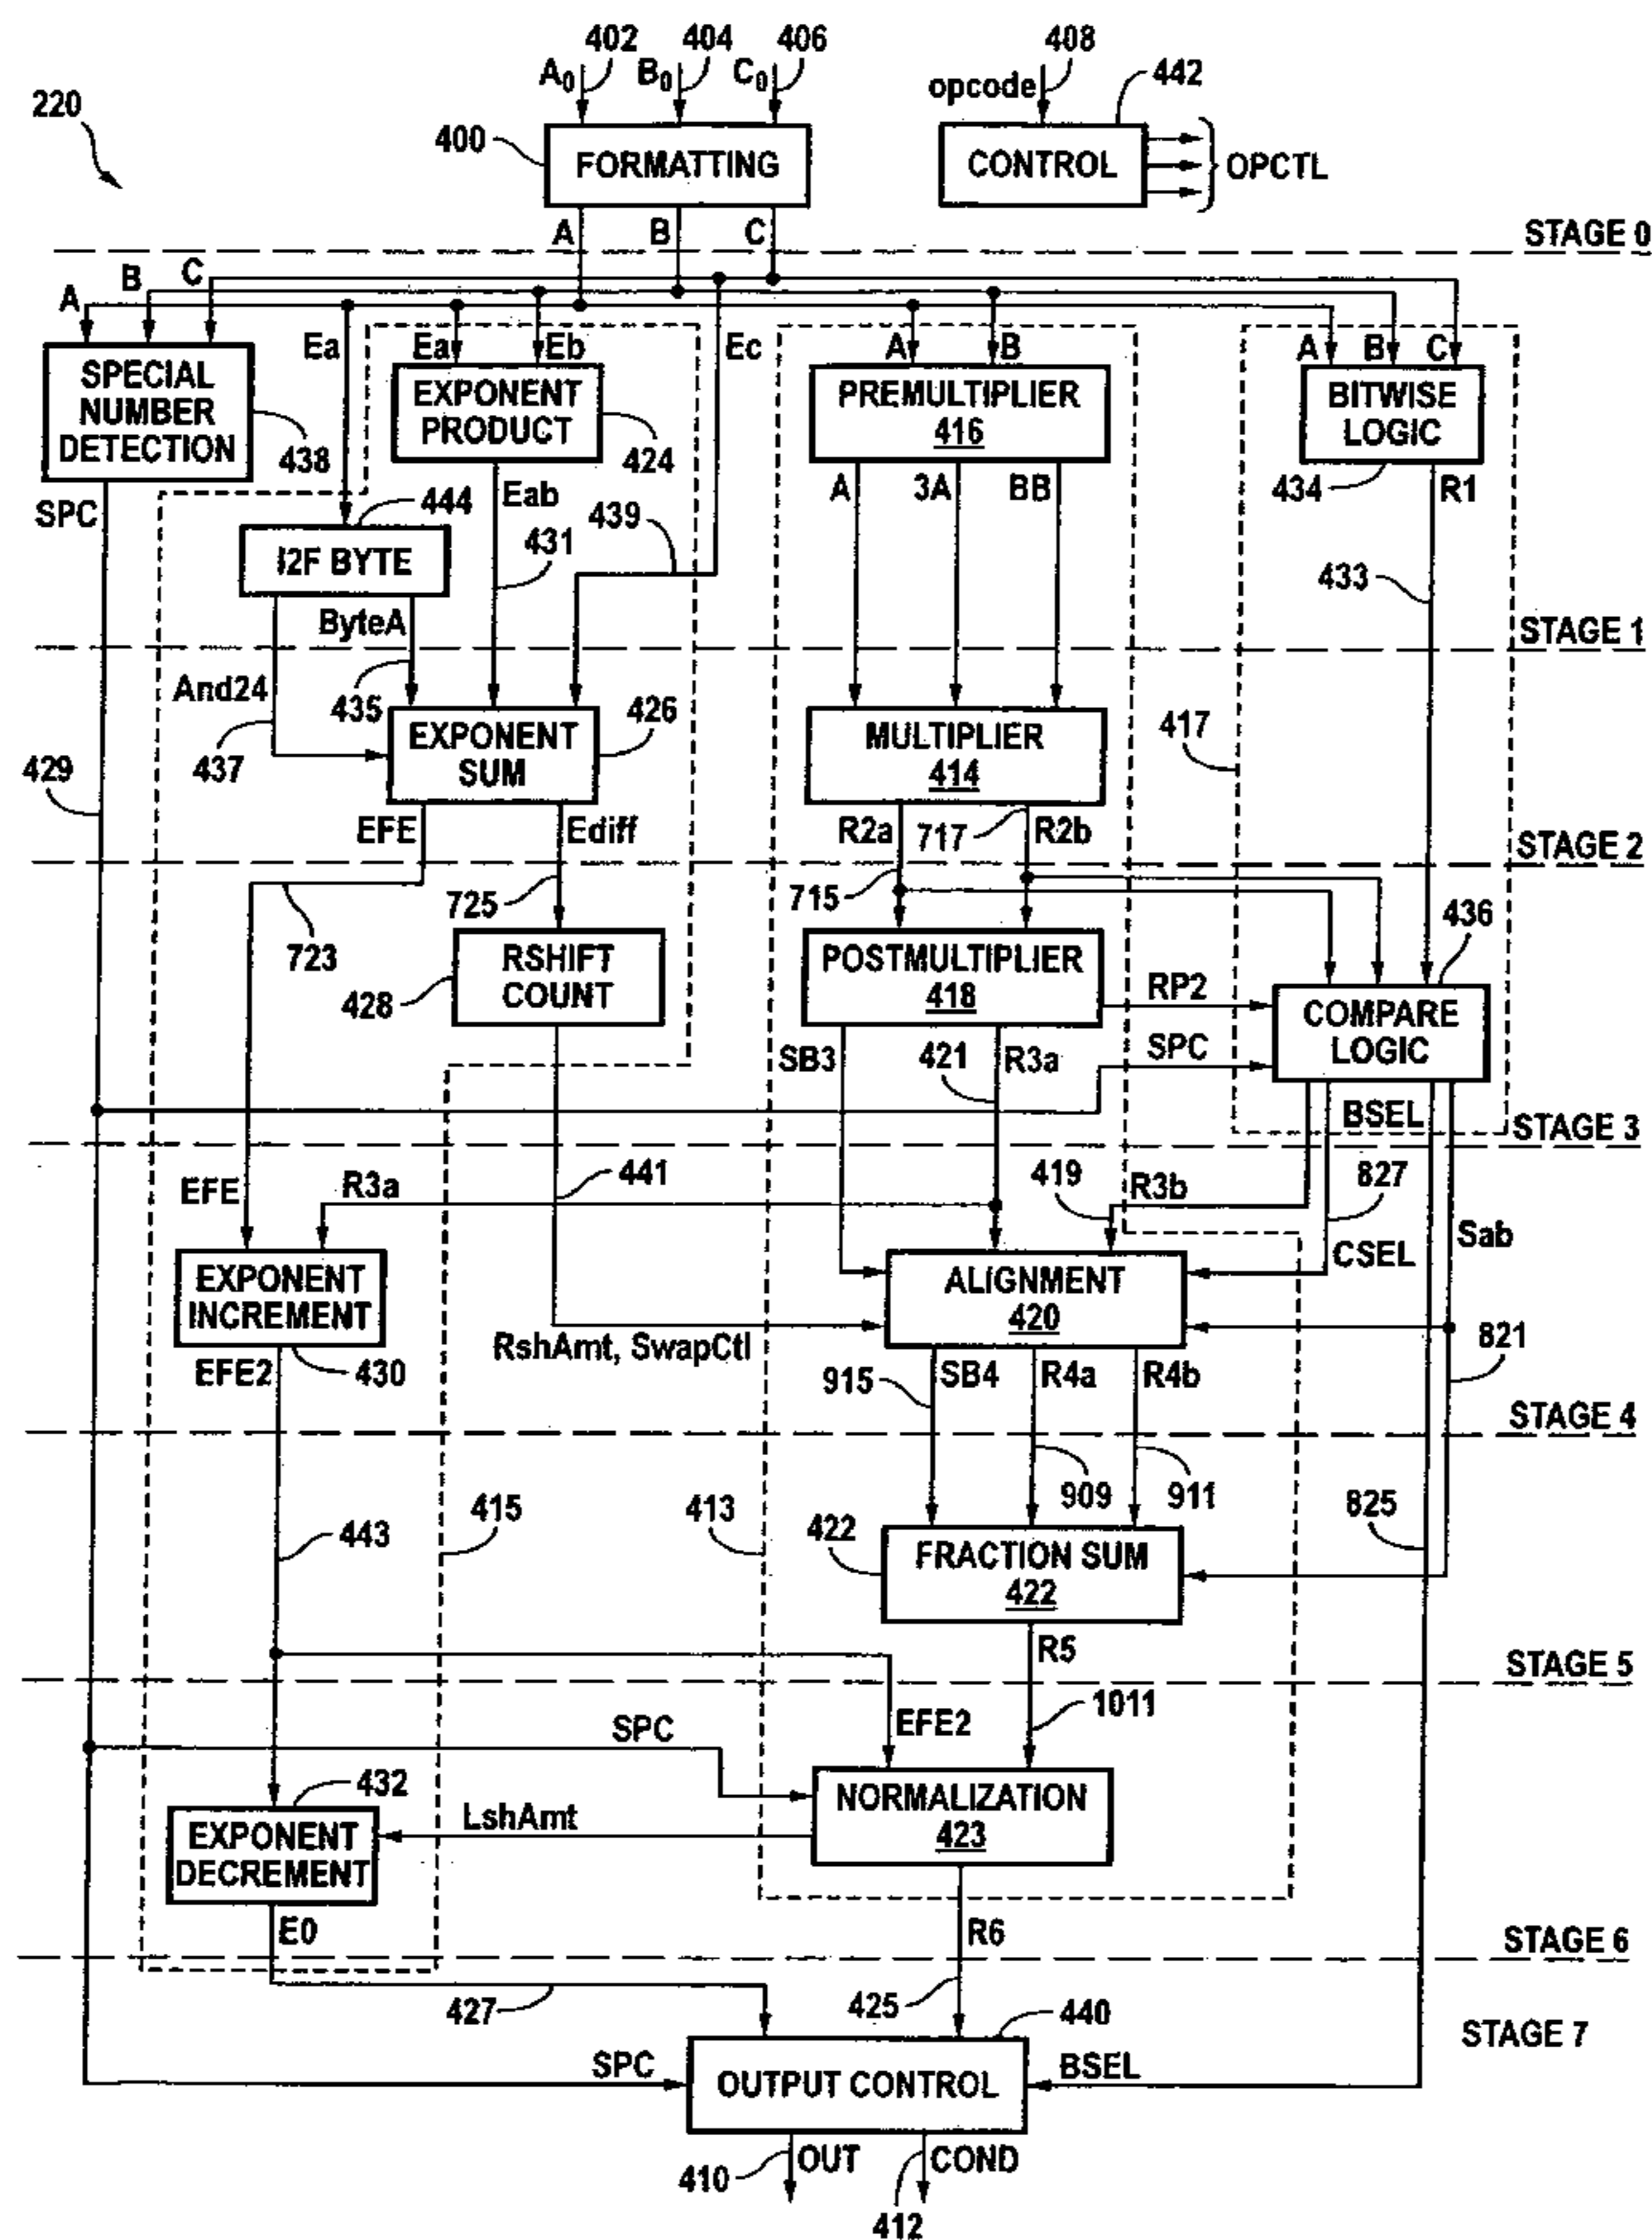 402
404
406
408
442
A0
B0
C0
opcode
220
400
FORMATTING
CONTROL
OPCTL
A
B
C
STAGE 0
A
B
C
Ea
Ea
Eb
Ec
A
B
A
B
C
SPECIAL
NUMBER
DETECTION
438
EXPONENT
PRODUCT
424
PREMULTIPLIER
416
BITWISE
LOGIC
434
R1
SPC
444
Eab
439
A
3A
BB
431
I2F BYTE
433
ByteA
STAGE 1
And24
435
437
EXPONENT
SUM
426
MULTIPLIER
414
417
429
EFE
Ediff
R2a
717
R2b
STAGE 2
723
725
715
RSHIFT
COUNT
428
POSTMULTIPLIER
418
RP2
436
COMPARE
LOGIC
SB3
421
R3a
SPC
BSEL
STAGE 3
EFE
R3a
441
419
R3b
827
CSEL
Sab
EXPONENT
INCREMENT
ALIGNMENT
420
RshAmt, SwapCtl
821
EFE2
430
915
SB4
R4a
R4b
STAGE 4
909
911
825
443
415
413
422
FRACTION SUM
422
R5
STAGE 5
SPC
EFE2
1011
432
EXPONENT
DECREMENT
LshAmt
NORMALIZATION
423
E0
R6
STAGE 6
427
425
440
STAGE 7
SPC
OUTPUT CONTROL
BSEL
410
OUT
COND
412